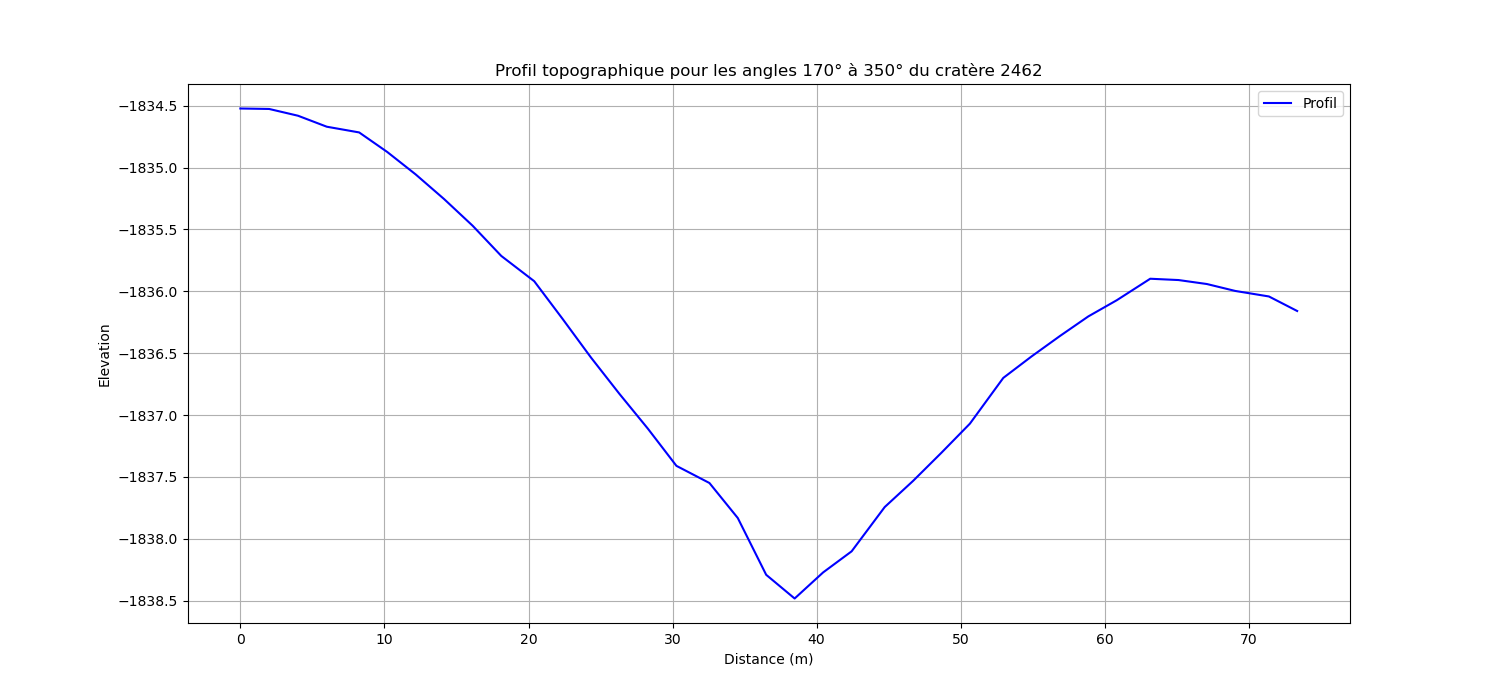 Profil topographique pour les angles 170° à 350° du cratère 2462
Profil
−1834.5
−1835.0
−1835.5
−1836.0
−1836.5
−1837.0
−1837.5
−1838.0
−1838.5
Elevation
0 10 20 30 40 50 60 70
Distance (m)